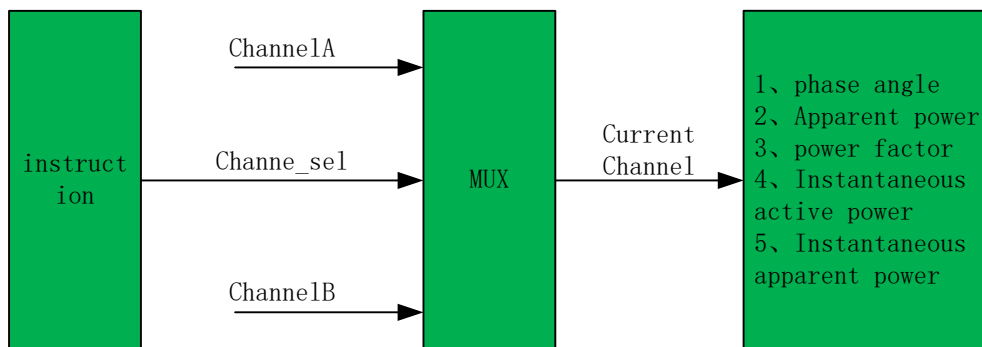 instruct
ion
ChannelA
Channe_sel
ChannelB
MUX
Current
Channel
1、phase angle
2、Apparent power
3、power factor
4、Instantaneous
active power
5、Instantaneous
apparent power